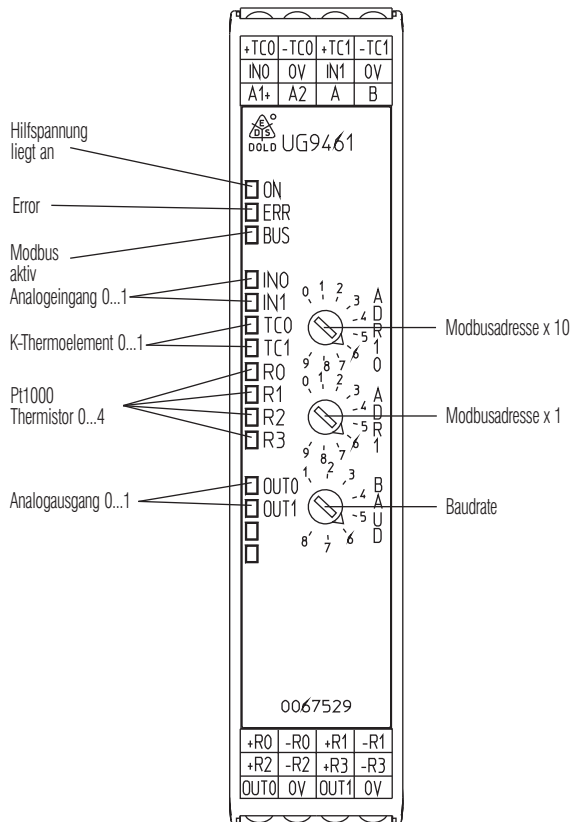 +TC0 -TC0 +TC1 -TC1
IN0 0V IN1 0V
A1+ A2 A B
E
D S
DOLD UG9461
Hilfspannung
liegt an
ON
Error
ERR
Modbus
aktiv
BUS
Analogeingang 0...1
IN0
IN1
K-Thermoelement 0...1
TC0
TC1
Pt1000
Thermistor 0...4
R0
R1
R2
R3
Analogausgang 0...1
OUT0
OUT1
0 1 2 3 4 5 6 7 8 9
ADR10
Modbusadresse x 10
0 1 2 3 4 5 6 7 8 9
ADR1
Modbusadresse x 1
1 2 3 4 5 6 7 8
BAUD
Baudrate
0067529
+R0 -R0 +R1 -R1
+R2 -R2 +R3 -R3
OUT0 0V OUT1 0V